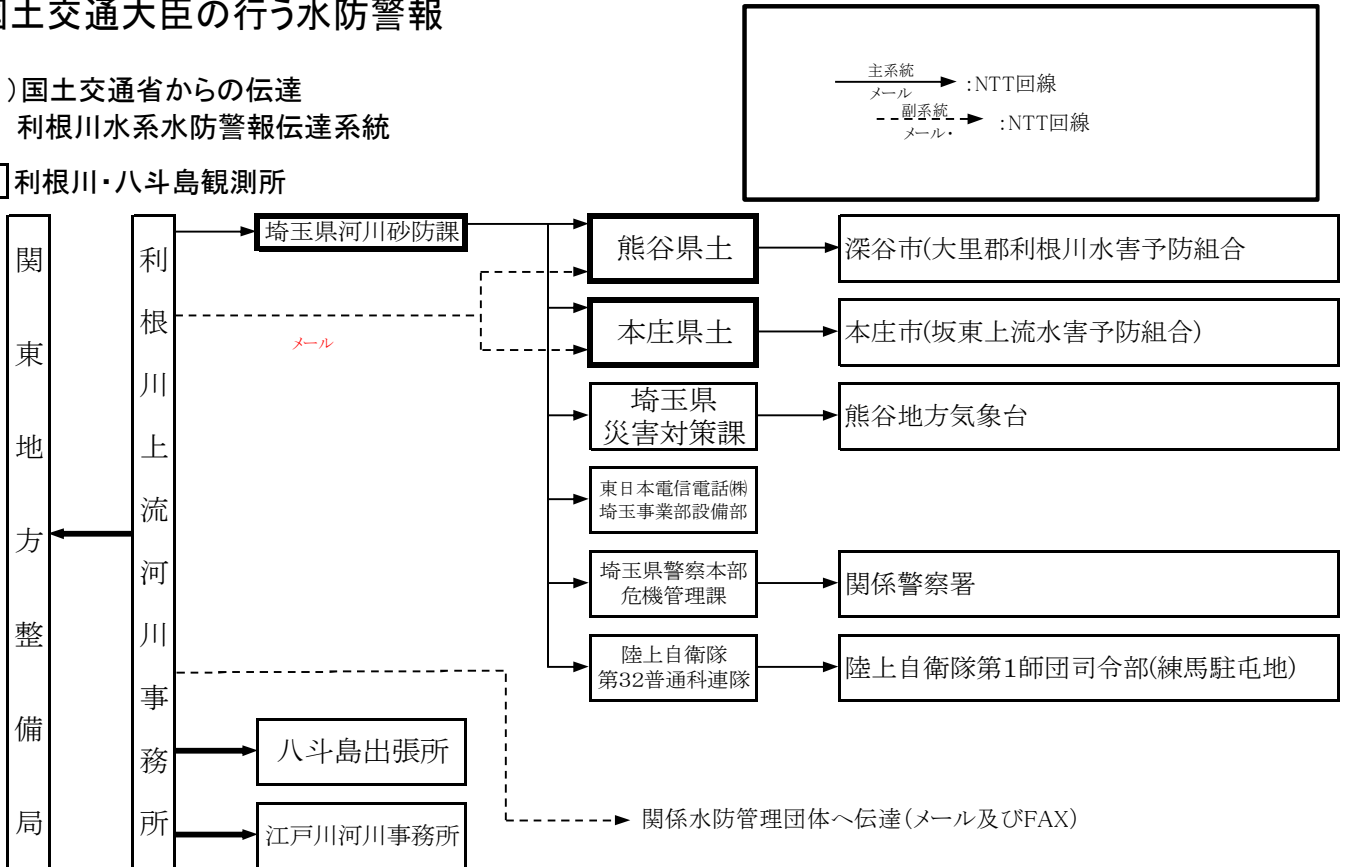 国土交通大臣の行う水防警報
)国土交通省からの伝達
利根川水系水防警報伝達系統
利根川・八斗島観測所
主系統
メール
:NTT回線
副系統
メール・
:NTT回線
関東地方整備局
利根川上流河川事務所
埼玉県河川砂防課
メール
熊谷県土
深谷市(大里郡利根川水害予防組合
本庄県土
本庄市(坂東上流水害予防組合)
埼玉県
災害対策課
熊谷地方気象台
東日本電信電話㈱
埼玉事業部設備部
埼玉県警察本部
危機管理課
関係警察署
陸上自衛隊
第32普通科連隊
陸上自衛隊第1師団司令部(練馬駐屯地)
八斗島出張所
江戸川河川事務所
関係水防管理団体へ伝達(メール及びFAX)